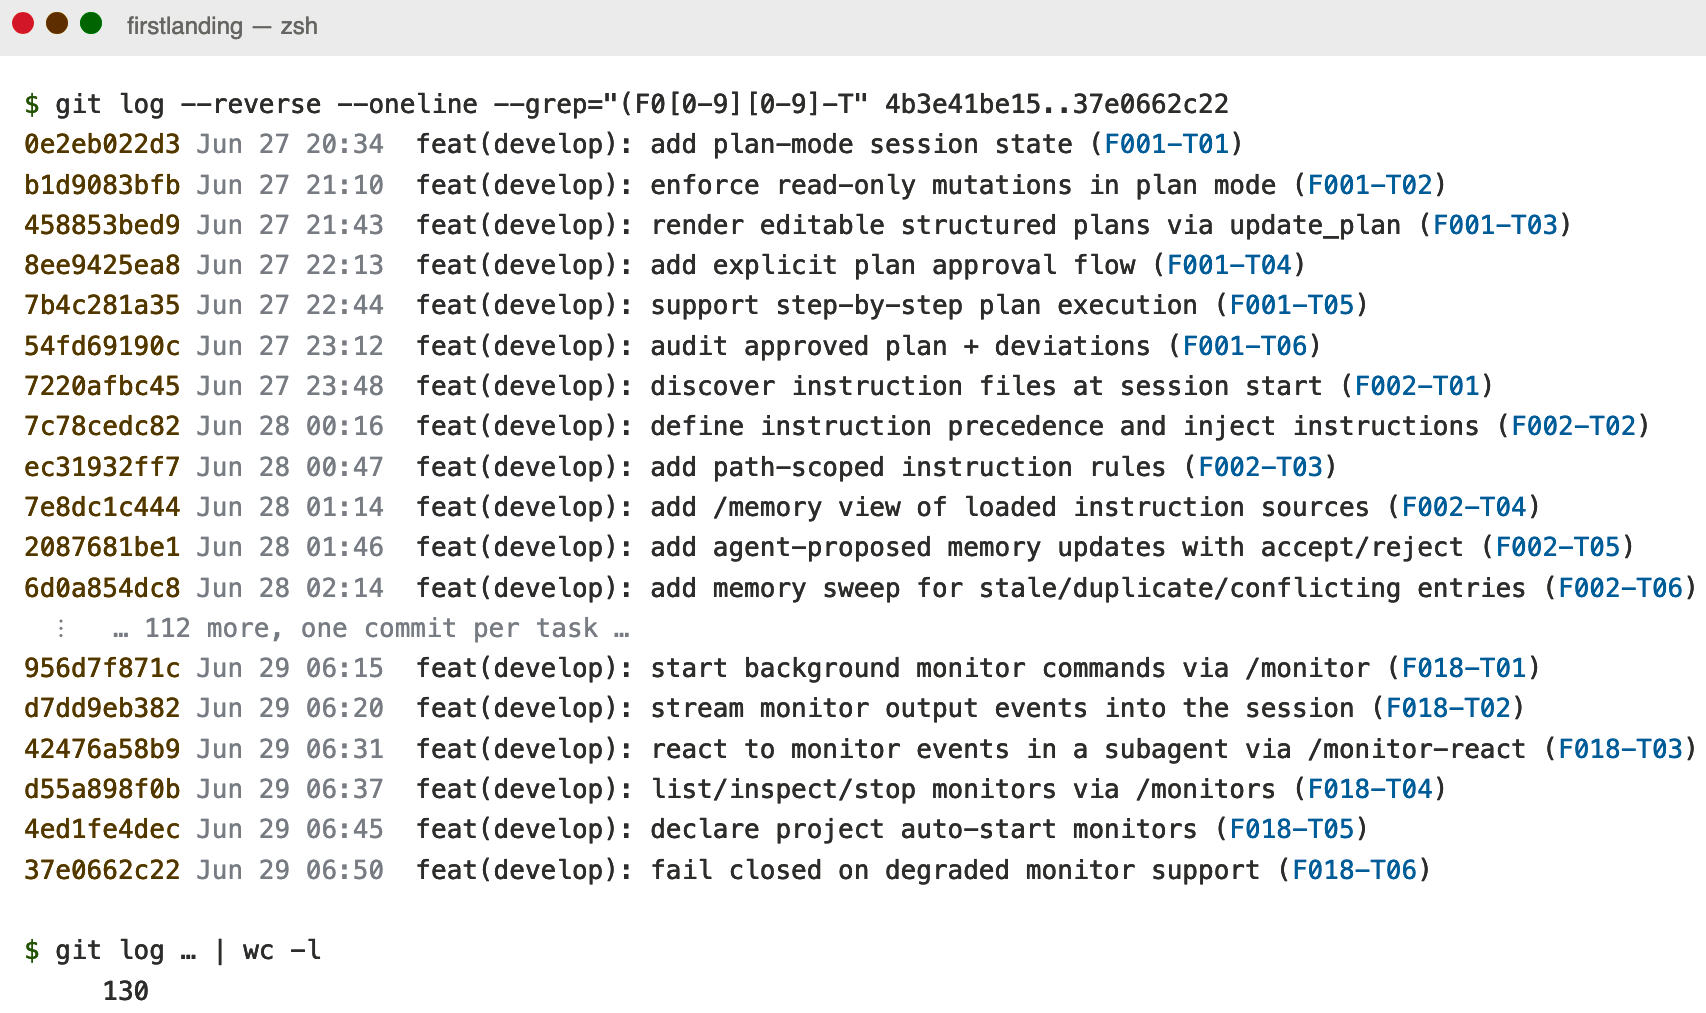 firstlanding — zsh
$ git log --reverse --oneline --grep="(F0[0-9][0-9]-T" 4b3e41be15..37e0662c22
0e2eb022d3 Jun 27 20:34 feat(develop): add plan-mode session state (F001-T01)
b1d9083bfb Jun 27 21:10 feat(develop): enforce read-only mutations in plan mode (F001-T02)
458853bed9 Jun 27 21:43 feat(develop): render editable structured plans via update_plan (F001-T03)
8ee9425ea8 Jun 27 22:13 feat(develop): add explicit plan approval flow (F001-T04)
7b4c281a35 Jun 27 22:44 feat(develop): support step-by-step plan execution (F001-T05)
54fd69190c Jun 27 23:12 feat(develop): audit approved plan + deviations (F001-T06)
7220afbc45 Jun 27 23:48 feat(develop): discover instruction files at session start (F002-T01)
7c78cedc82 Jun 28 00:16 feat(develop): define instruction precedence and inject instructions (F002-T02)
ec31932ff7 Jun 28 00:47 feat(develop): add path-scoped instruction rules (F002-T03)
7e8dc1c444 Jun 28 01:14 feat(develop): add /memory view of loaded instruction sources (F002-T04)
2087681be1 Jun 28 01:46 feat(develop): add agent-proposed memory updates with accept/reject (F002-T05)
6d0a854dc8 Jun 28 02:14 feat(develop): add memory sweep for stale/duplicate/conflicting entries (F002-T06)
⋮ … 112 more, one commit per task …
956d7f871c Jun 29 06:15 feat(develop): start background monitor commands via /monitor (F018-T01)
d7dd9eb382 Jun 29 06:20 feat(develop): stream monitor output events into the session (F018-T02)
42476a58b9 Jun 29 06:31 feat(develop): react to monitor events in a subagent via /monitor-react (F018-T03)
d55a898f0b Jun 29 06:37 feat(develop): list/inspect/stop monitors via /monitors (F018-T04)
4ed1fe4dec Jun 29 06:45 feat(develop): declare project auto-start monitors (F018-T05)
37e0662c22 Jun 29 06:50 feat(develop): fail closed on degraded monitor support (F018-T06)
$ git log … | wc -l
130